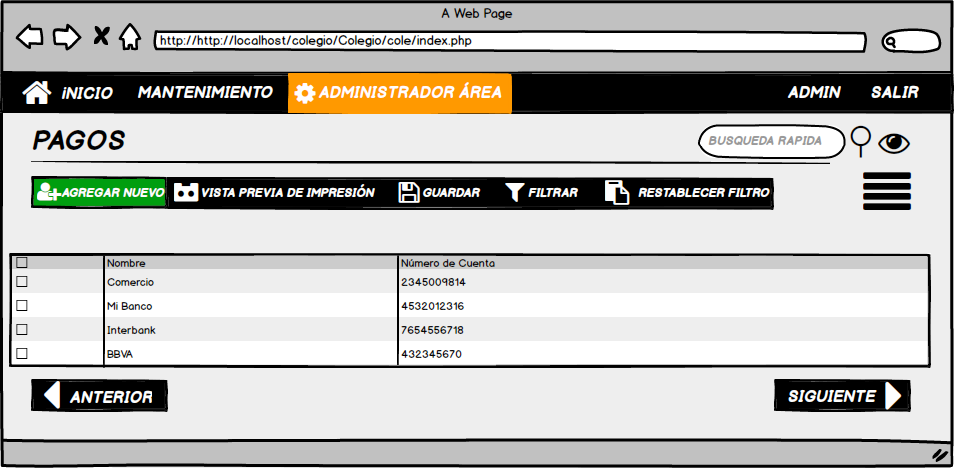 A Web Page
http://http://localhost/colegio/Colegio/cole/index.php
iNICIO MANTENIMIENTO ADMINISTRADOR ÁREA ADMIN SALIR
PAGOS BUSQUEDA RAPIDA
AGREGAR NUEVO VISTA PREVIA DE IMPRESIÓN GUARDAR FILTRAR RESTABLECER FILTRO
Nombre Número de Cuenta
Comercio 2345009814
Mi Banco 4532012316
Interbank 7654556718
BBVA 432345670
ANTERIOR SIGUIENTE